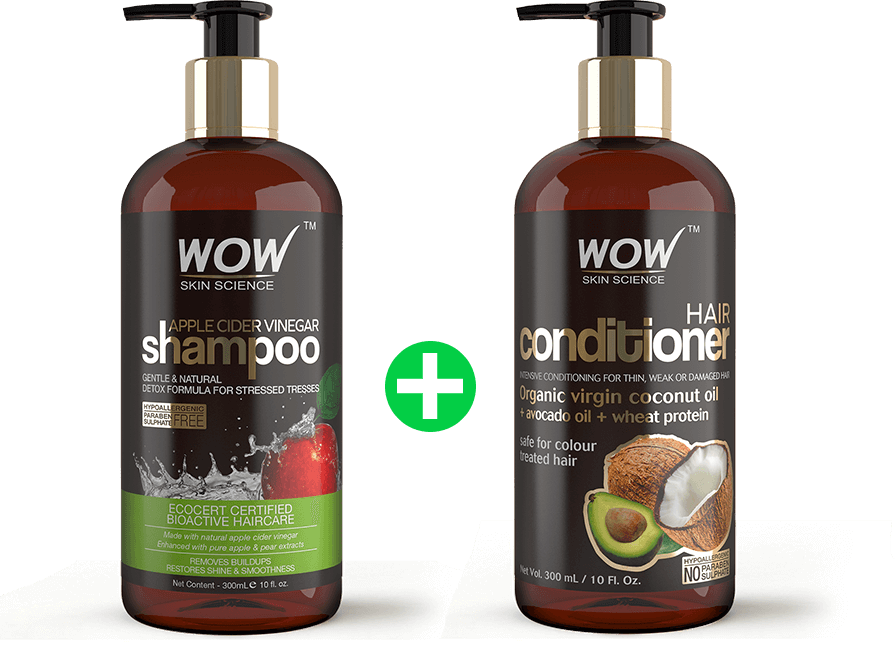 WOW
TM
SKIN SCIENCE
APPLE CIDER VINEGAR
shampoo
GENTLE & NATURAL
DETOX FORMULA FOR STRESSED TRESSES
HYPOALLERGENIC
PARABEN
SULPHATE
FREE
ECOCERT CERTIFIED
BIOACTIVE HAIRCARE
Made with natural apple cider vinegar
Enhanced with pure apple & pear extracts
REMOVES BUILDUPS
RESTORES SHINE & SMOOTHNESS
Net Content - 300mL℮ 10 fl. oz.
WOW
TM
SKIN SCIENCE
HAIR
conditioner
INTENSIVE CONDITIONING FOR THIN, WEAK OR DAMAGED HAIR
Organic virgin coconut oil
+ avocado oil + wheat protein
safe for colour
treated hair
Net Vol. 300 mL / 10 Fl. Oz.
HYPOALLERGENIC
NO PARABEN
SULPHATE